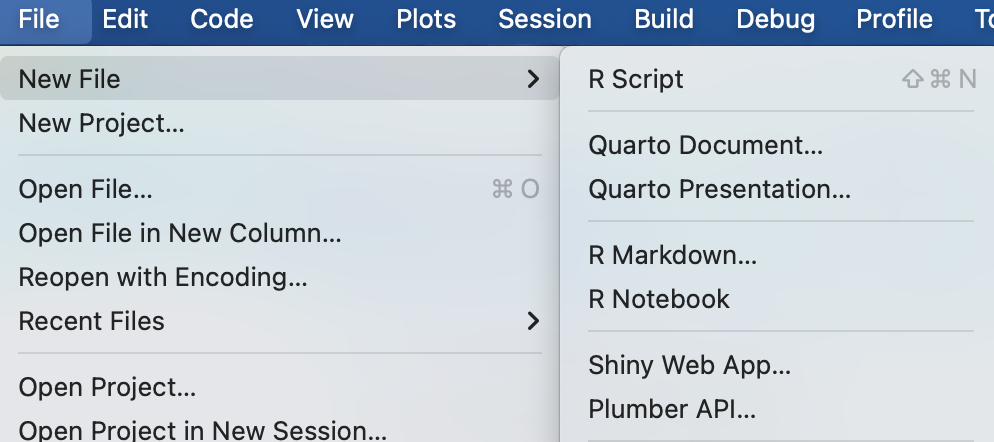 File Edit Code View Plots Session Build Debug Profile
New File
New Project...
Open File... ⌘ O
Open File in New Column...
Reopen with Encoding...
Recent Files
Open Project...
Open Project in New Session...
R Script ⇧ ⌘ N
Quarto Document...
Quarto Presentation...
R Markdown...
R Notebook
Shiny Web App...
Plumber API...